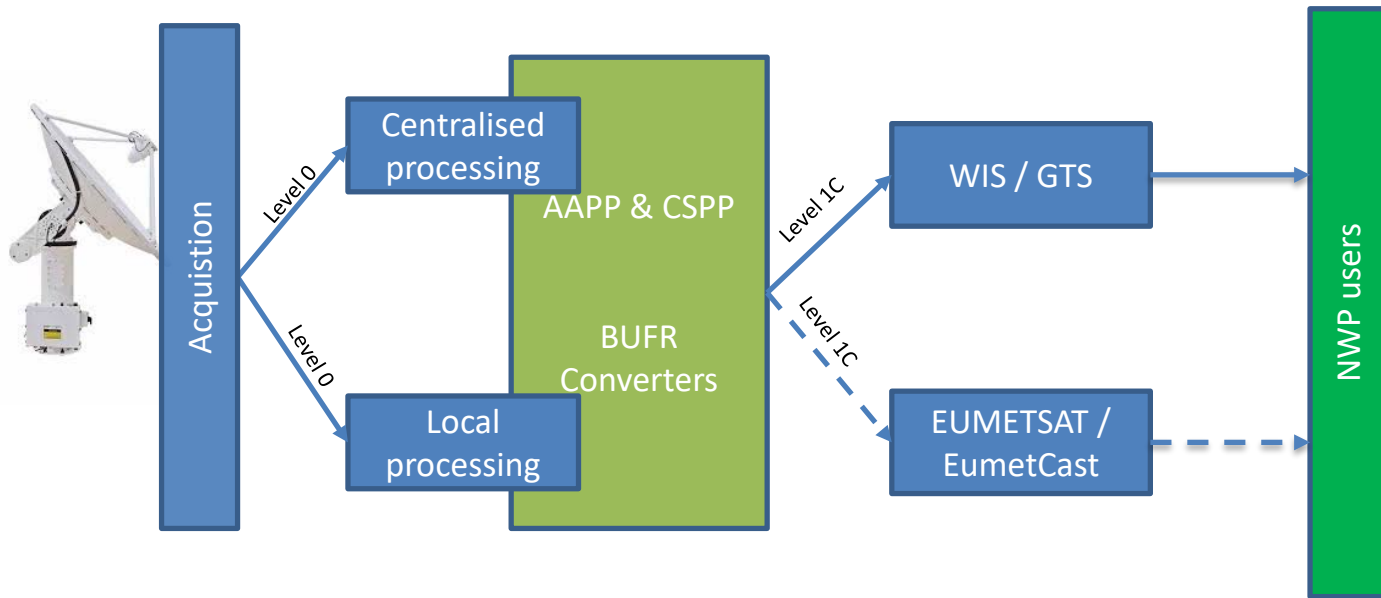 Acquistion
Level 0
Level 0
Centralised
processing
Local
processing
AAPP & CSPP
BUFR
Converters
Level 1C
Level 1C
WIS / GTS
EUMETSAT /
EumetCast
NWP users